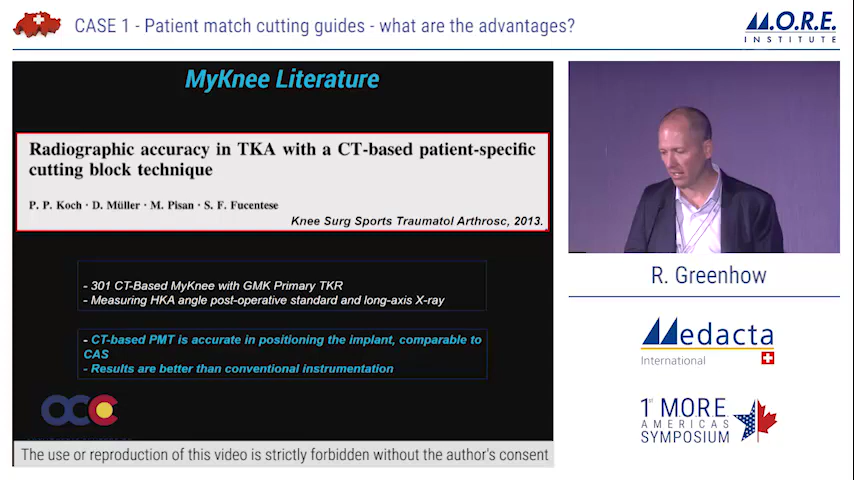 CASE 1 - Patient match cutting guides - what are the advantages?
M.O.R.E.
INSTITUTE
MyKnee Literature
Radiographic accuracy in TKA with a CT-based patient-specific
cutting block technique
P. P. Koch · D. Müller · M. Pisan · S. F. Fucentese
Knee Surg Sports Traumatol Arthrosc, 2013.
- 301 CT-Based MyKnee with GMK Primary TKR
- Measuring HKA angle post-operative standard and long-axis X-ray
- CT-based PMT is accurate in positioning the implant, comparable to
CAS
- Results are better than conventional instrumentation
OCC
The use or reproduction of this video is strictly forbidden without the author's consent
R. Greenhow
Medacta
International
1st M.O.R.E.
AMERICAS
SYMPOSIUM